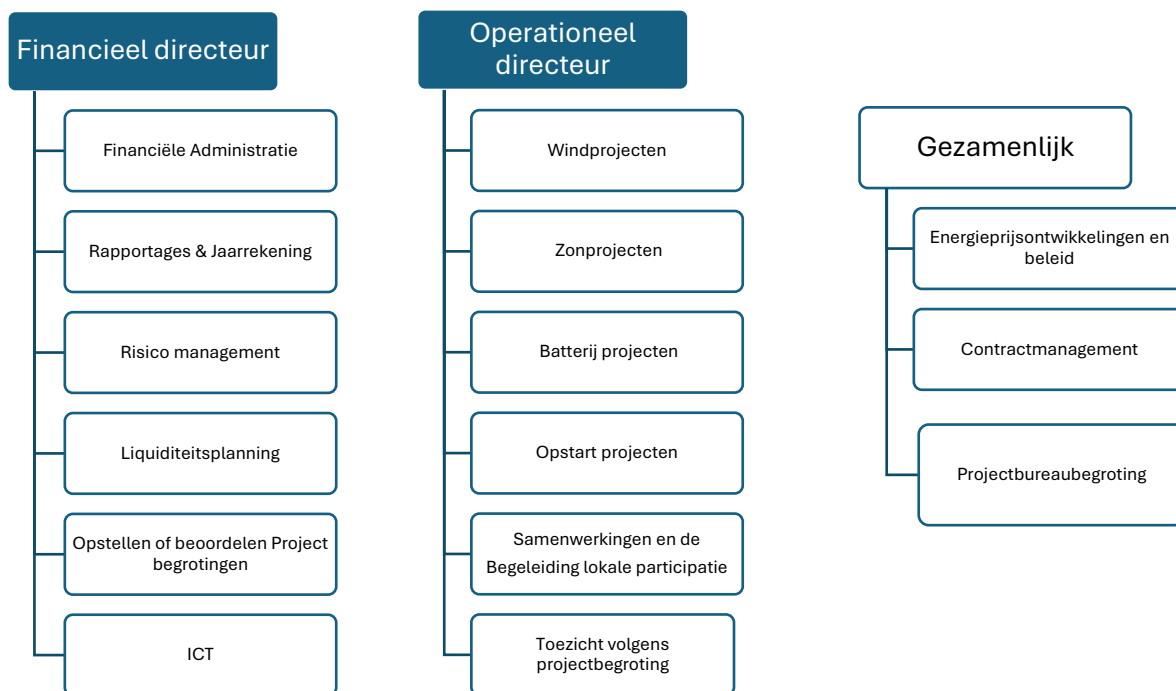 Financieel directeur
Financiële Administratie
Rapportages & Jaarrekening
Risico management
Liquiditeitsplanning
Opstellen of beoordelen Project
begrotingen
ICT
Operationeel
directeur
Windprojecten
Zonprojecten
Batterij projecten
Opstart projecten
Samenwerkingen en de
Begeleiding lokale participatie
Toezicht volgens
projectbegroting
Gezamenlijk
Energieprijsontwikkelingen en
beleid
Contractmanagement
Projectbureaubegroting